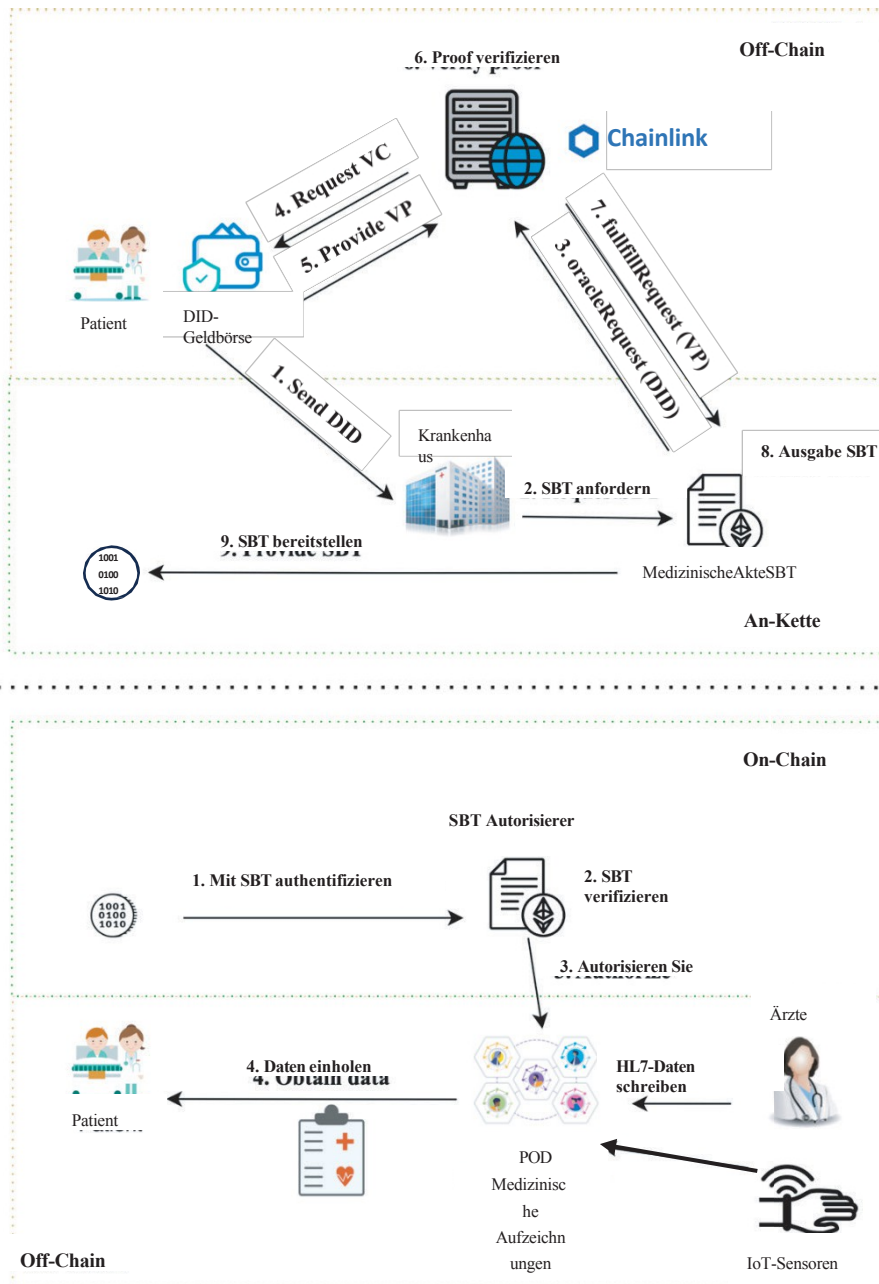 6. Proof verifizieren
Off-Chain
Chainlink
4. Request VC
5. Provide VP
7. fullfillRequest (VP)
3. oracleRequest (DID)
Patient
DID-
Geldbörse
1. Send DID
Krankenha
us
2. SBT anfordern
8. Ausgabe SBT
9. SBT bereitstellen
1001
0100
1010
MedizinischeAkteSBT
An-Kette
On-Chain
SBT Autorisierer
1. Mit SBT authentifizieren
2. SBT
verifizieren
1001
0100
1010
3. Autorisieren Sie
Ärzte
4. Daten einholen
4. Obtain data
HL7-Daten
schreiben
Patient
POD
Medizinisc
he
Aufzeichn
ungen
Off-Chain
IoT-Sensoren